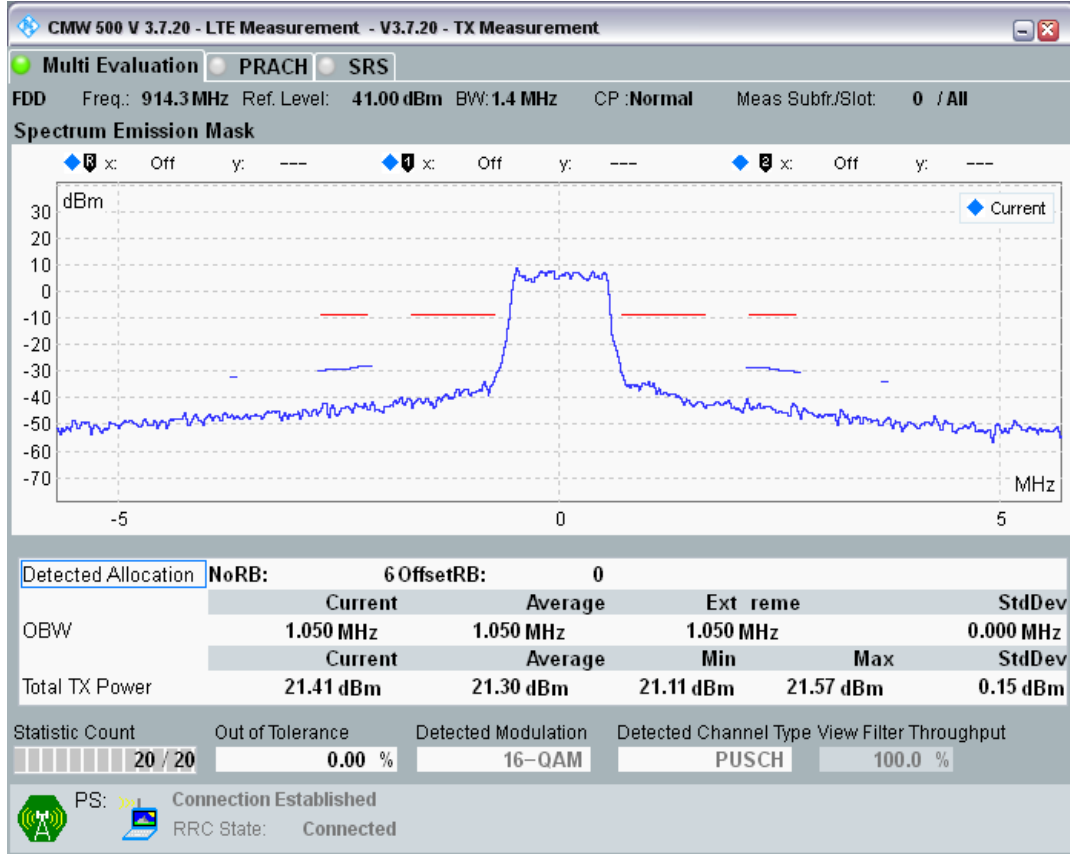 CMW 500 V 3.7.20 - LTE Measurement - V3.7.20 - TX Measurement
Multi Evaluation PRACH SRS
FDD Freq.: 914.3 MHz Ref. Level: 41.00 dBm BW: 1.4 MHz CP :Normal Meas Subfr./Slot: 0 / All
Spectrum Emission Mask
R x: Off y: --- 1 x: Off y: --- 2 x: Off y: ---
dBm
Current
30
20
10
0
-10
-20
-30
-40
-50
-60
-70
MHz
-5 0 5
Detected Allocation NoRB: 6 OffsetRB: 0
Current Average Ext reme StdDev
OBW 1.050 MHz 1.050 MHz 1.050 MHz 0.000 MHz
Current Average Min Max StdDev
Total TX Power 21.41 dBm 21.30 dBm 21.11 dBm 21.57 dBm 0.15 dBm
Statistic Count Out of Tolerance Detected Modulation Detected Channel Type View Filter Throughput
20 / 20 0.00 % 16-QAM PUSCH 100.0 %
PS: Connection Established
RRC State: Connected